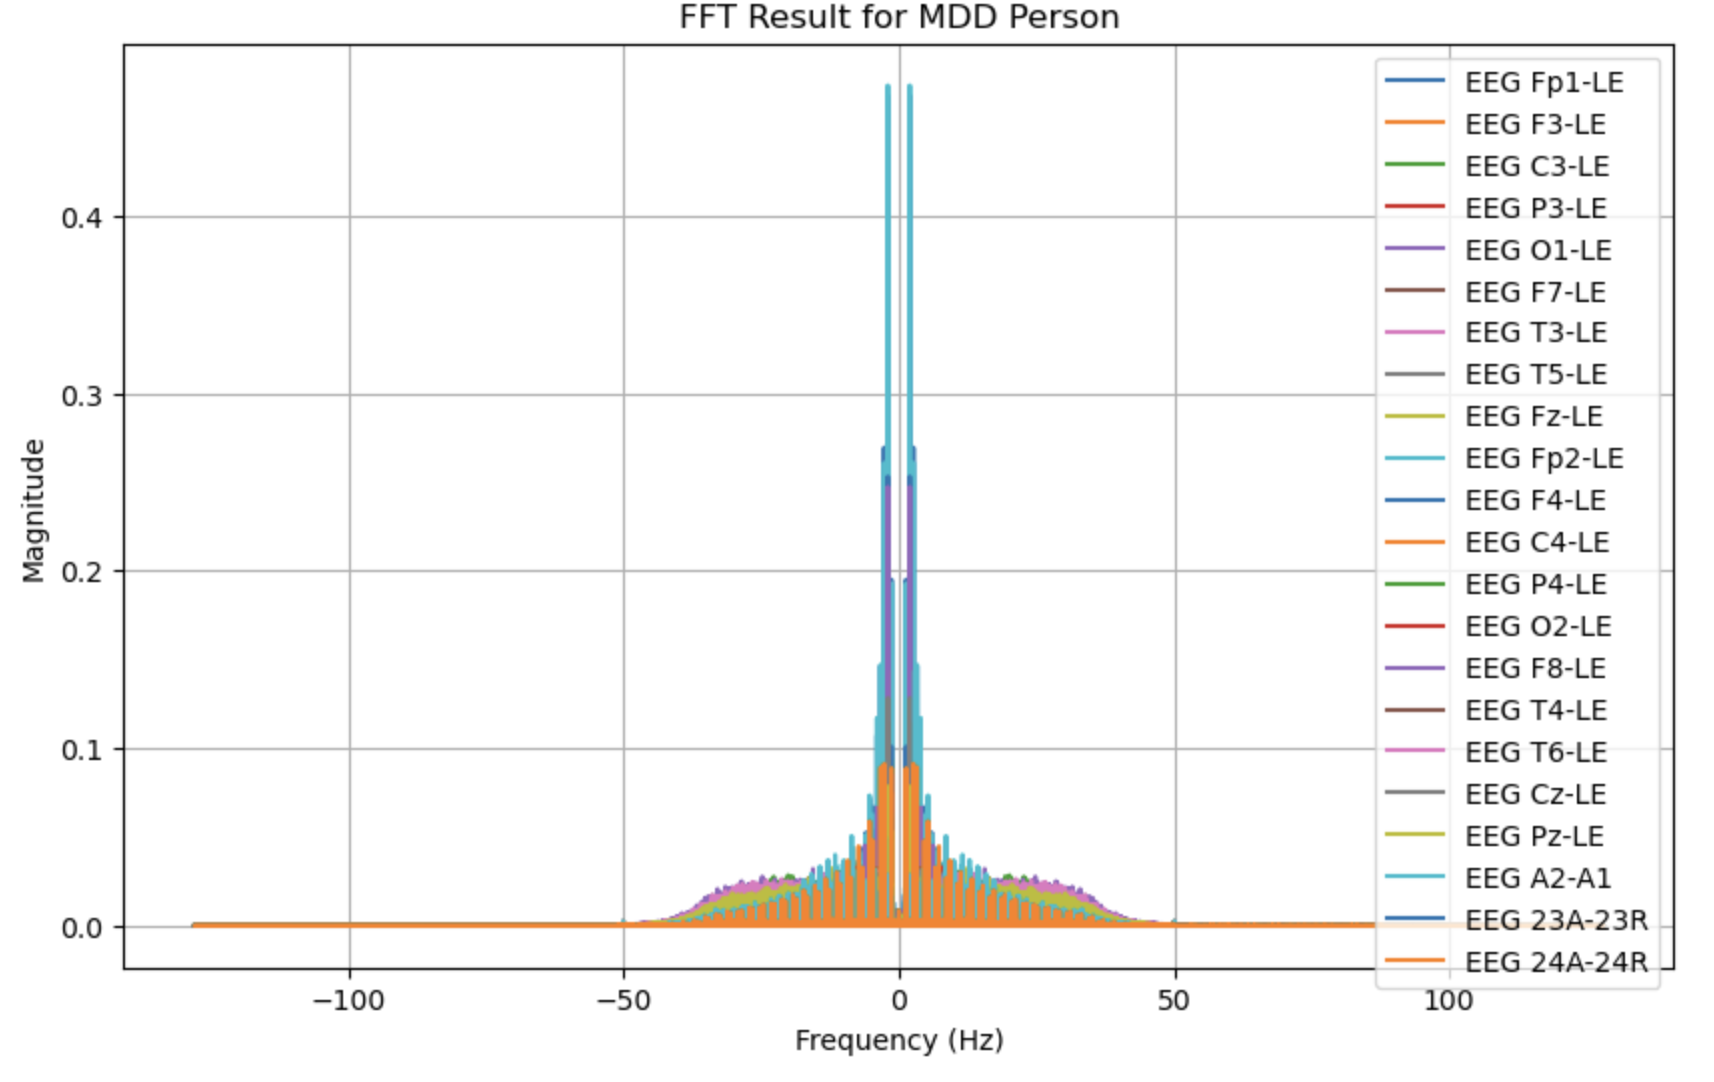 FFT Result for MDD Person
Magnitude
0.4
0.3
0.2
0.1
0.0
−100
−50
0
50
100
Frequency (Hz)
EEG Fp1-LE
EEG F3-LE
EEG C3-LE
EEG P3-LE
EEG O1-LE
EEG F7-LE
EEG T3-LE
EEG T5-LE
EEG Fz-LE
EEG Fp2-LE
EEG F4-LE
EEG C4-LE
EEG P4-LE
EEG O2-LE
EEG F8-LE
EEG T4-LE
EEG T6-LE
EEG Cz-LE
EEG Pz-LE
EEG A2-A1
EEG 23A-23R
EEG 24A-24R